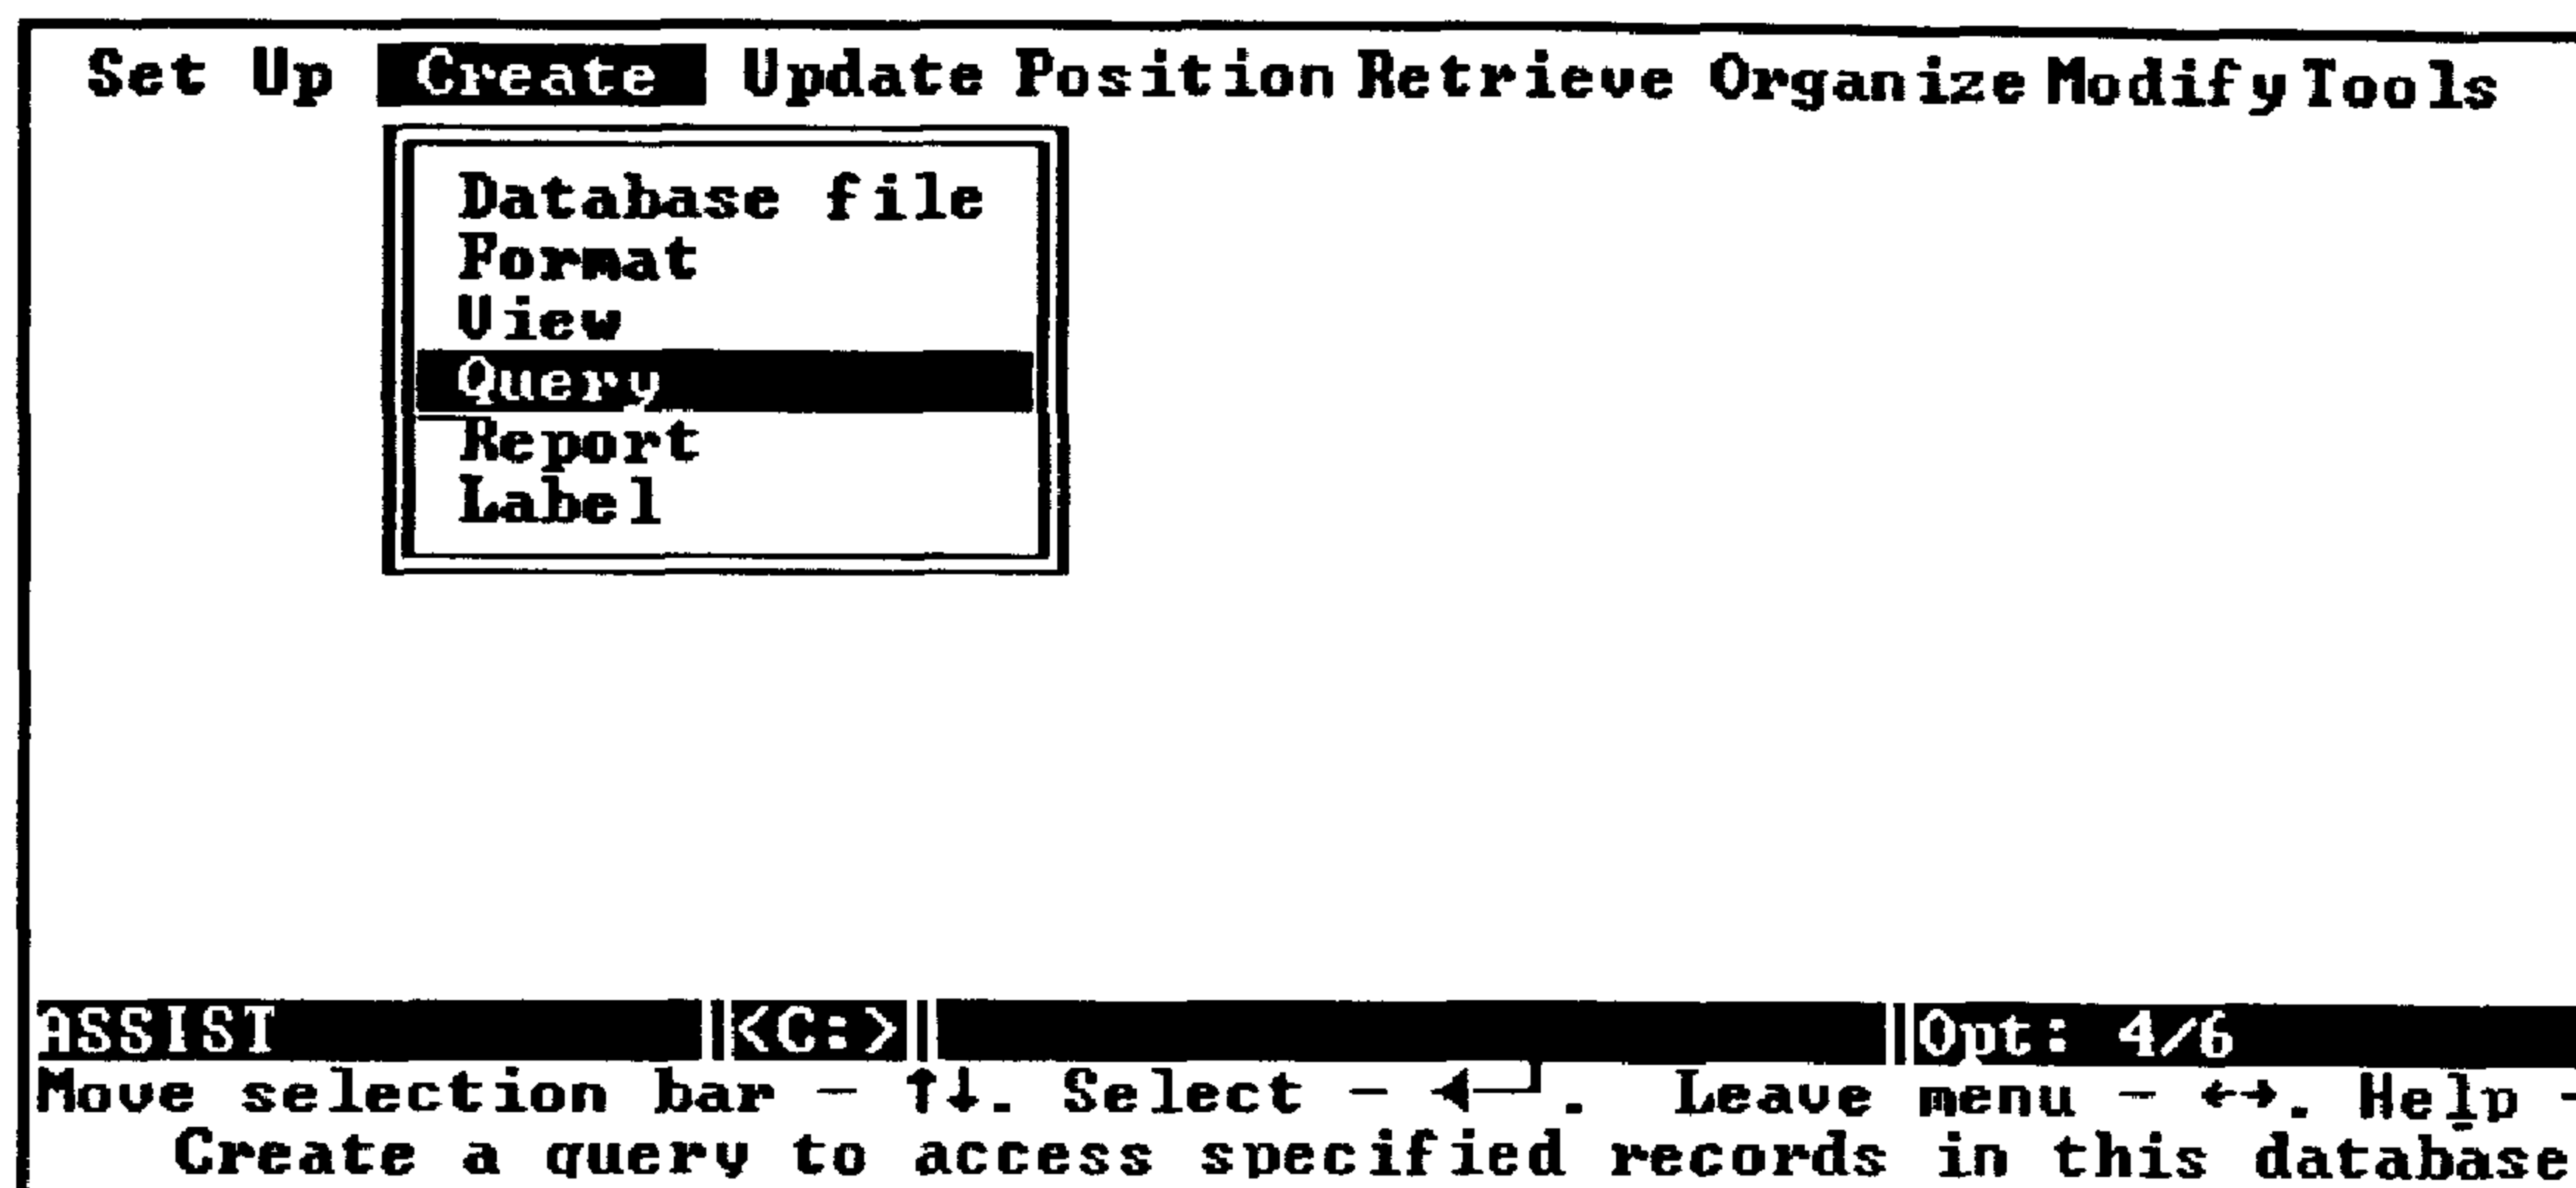 Set Up Create Update Position Retrieve Organize Modify Tools
Database file
Format
View
Query
Report
Label
ASSIST <C:> Opt: 4/6
Move selection bar - ↑↓. Select - ◄─┘. Leave menu - ←→. Help -
Create a query to access specified records in this database